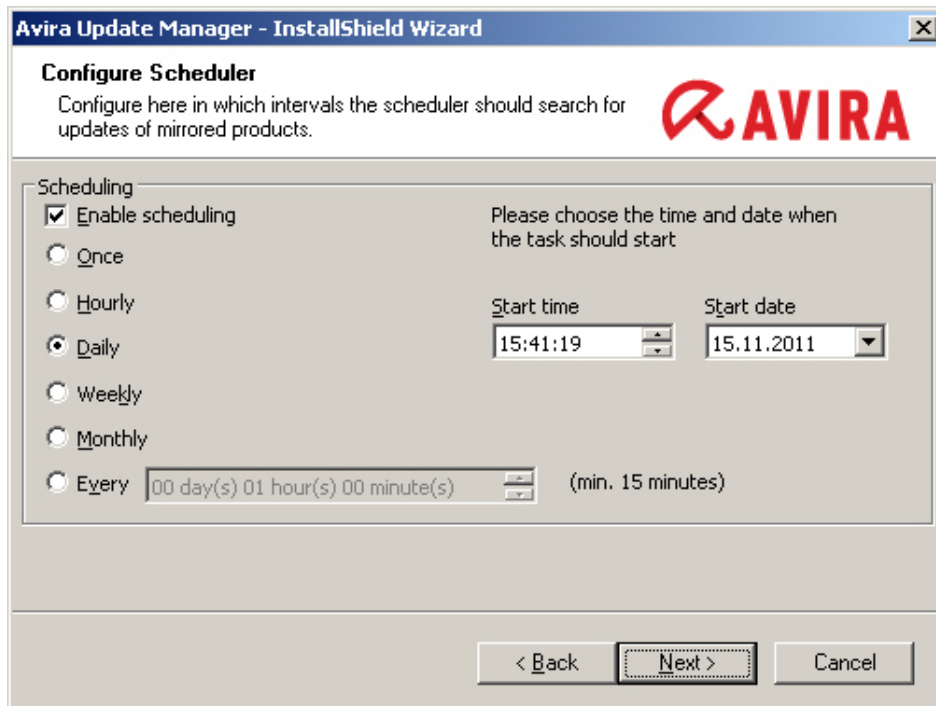 Avira Update Manager - InstallShield Wizard
Configure Scheduler
Configure here in which intervals the scheduler should search for
updates of mirrored products.
AVIRA
Scheduling
Enable scheduling
Please choose the time and date when
the task should start
Once
Hourly
Start time
Start date
Daily
15:41:19
15.11.2011
Weekly
Monthly
Every
00 day(s) 01 hour(s) 00 minute(s)
(min. 15 minutes)
< Back
Next >
Cancel